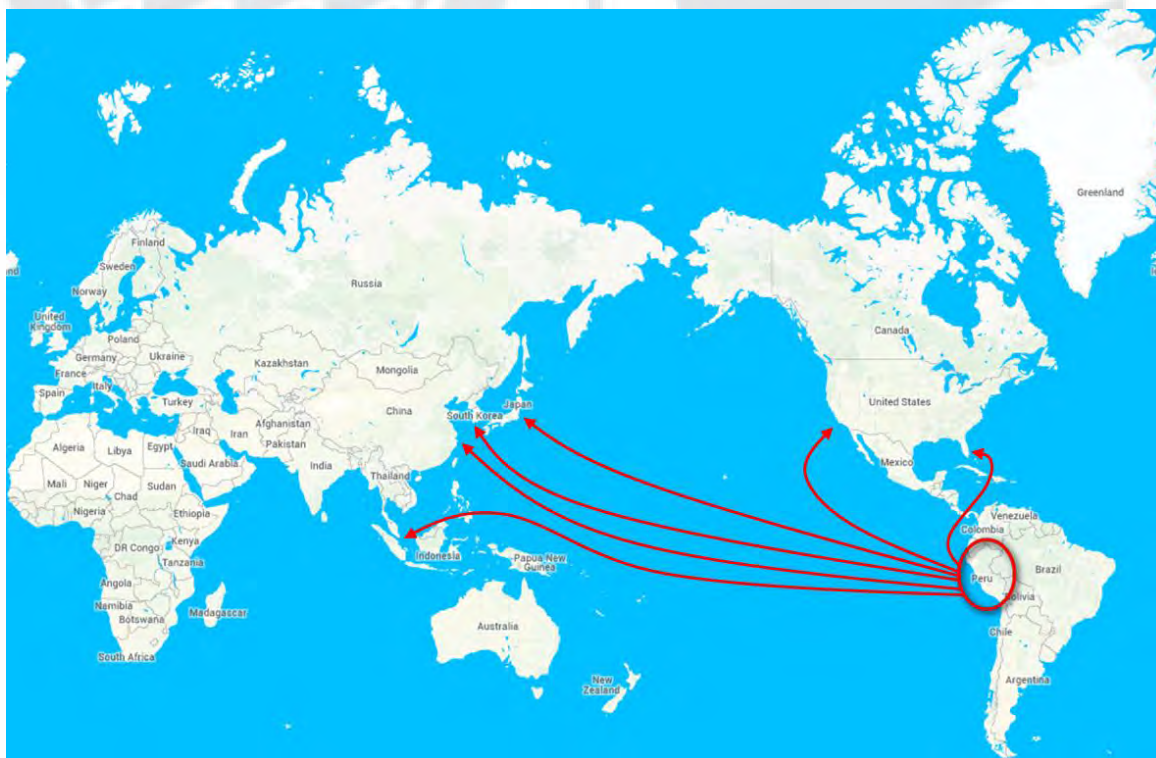 Greenland
Finland
Sweden
Russia
Norway
United
Kingdom
Canada
Poland
Germany
Ukraine
Kazakhstan
France
Mongolia
Italy
Spain
Turkey
United States
Japan
China
South Korea
Iraq
Iran
Afghanistan
Algeria
Libya
Egypt
Pakistan
Saudi Arabia
Mexico
India
Thailand
Mali
Niger
Sudan
Chad
Nigeria
Ethiopia
Venezuela
Colombia
DR Congo
Kenya
Indonesia
Papua New
Guinea
Tanzania
Brazil
Peru
Angola
Bolivia
Namibia
Madagascar
Botswana
Australia
Chile
South Africa
New
Zealand
Argentina